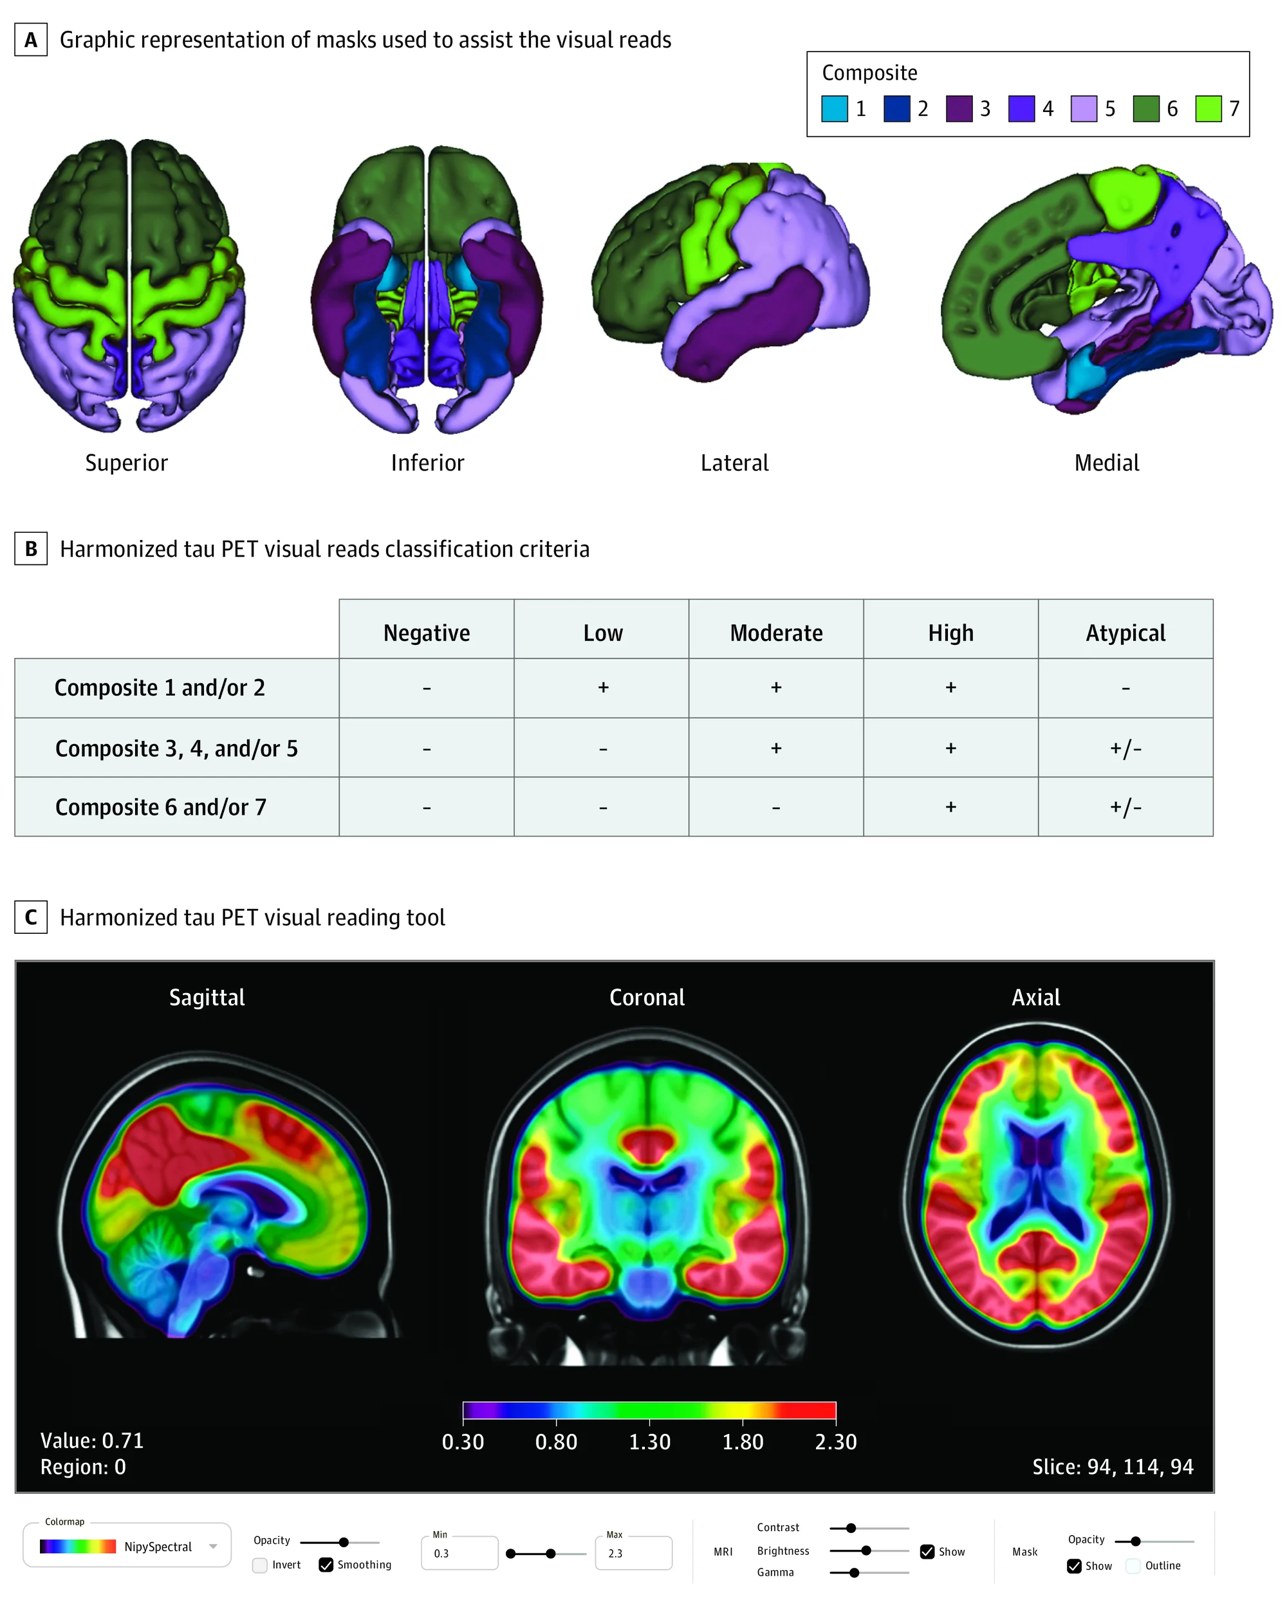 A Graphic representation of masks used to assist the visual reads
Composite
1 2 3 4 5 6 7
Superior Inferior Lateral Medial
B Harmonized tau PET visual reads classification criteria
Negative Low Moderate High Atypical
Composite 1 and/or 2 – + + + –
Composite 3, 4, and/or 5 – – + + +/–
Composite 6 and/or 7 – – – + +/–
C Harmonized tau PET visual reading tool
Sagittal Coronal Axial
0.30 0.80 1.30 1.80 2.30
Value: 0.71
Region: 0
Slice: 94, 114, 94
Colormap
NipySpectral
Opacity
Invert Smoothing
Min
0.3
Max
2.3
MRI
Contrast
Brightness
Gamma
Show
Mask
Opacity
Show Outline